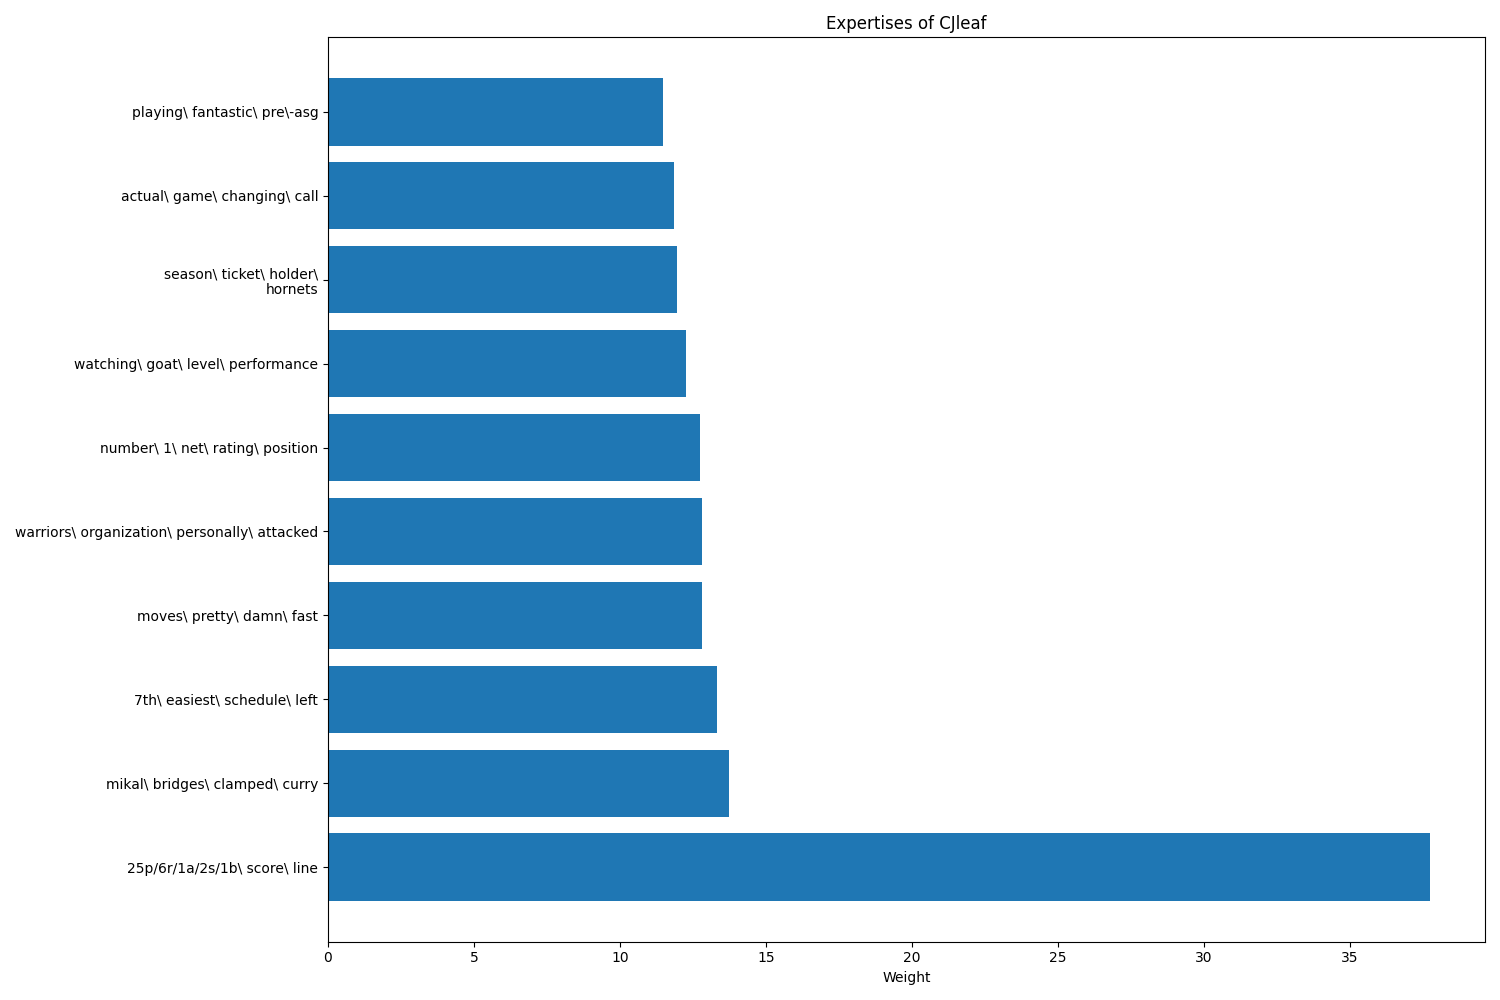 Expertises of CJleaf
playing\ fantastic\ pre\-asg
actual\ game\ changing\ call
season\ ticket\ holder\
hornets
watching\ goat\ level\ performance
number\ 1\ net\ rating\ position
warriors\ organization\ personally\ attacked
moves\ pretty\ damn\ fast
7th\ easiest\ schedule\ left
mikal\ bridges\ clamped\ curry
25p/6r/1a/2s/1b\ score\ line
0 5 10 15 20 25 30 35
Weight